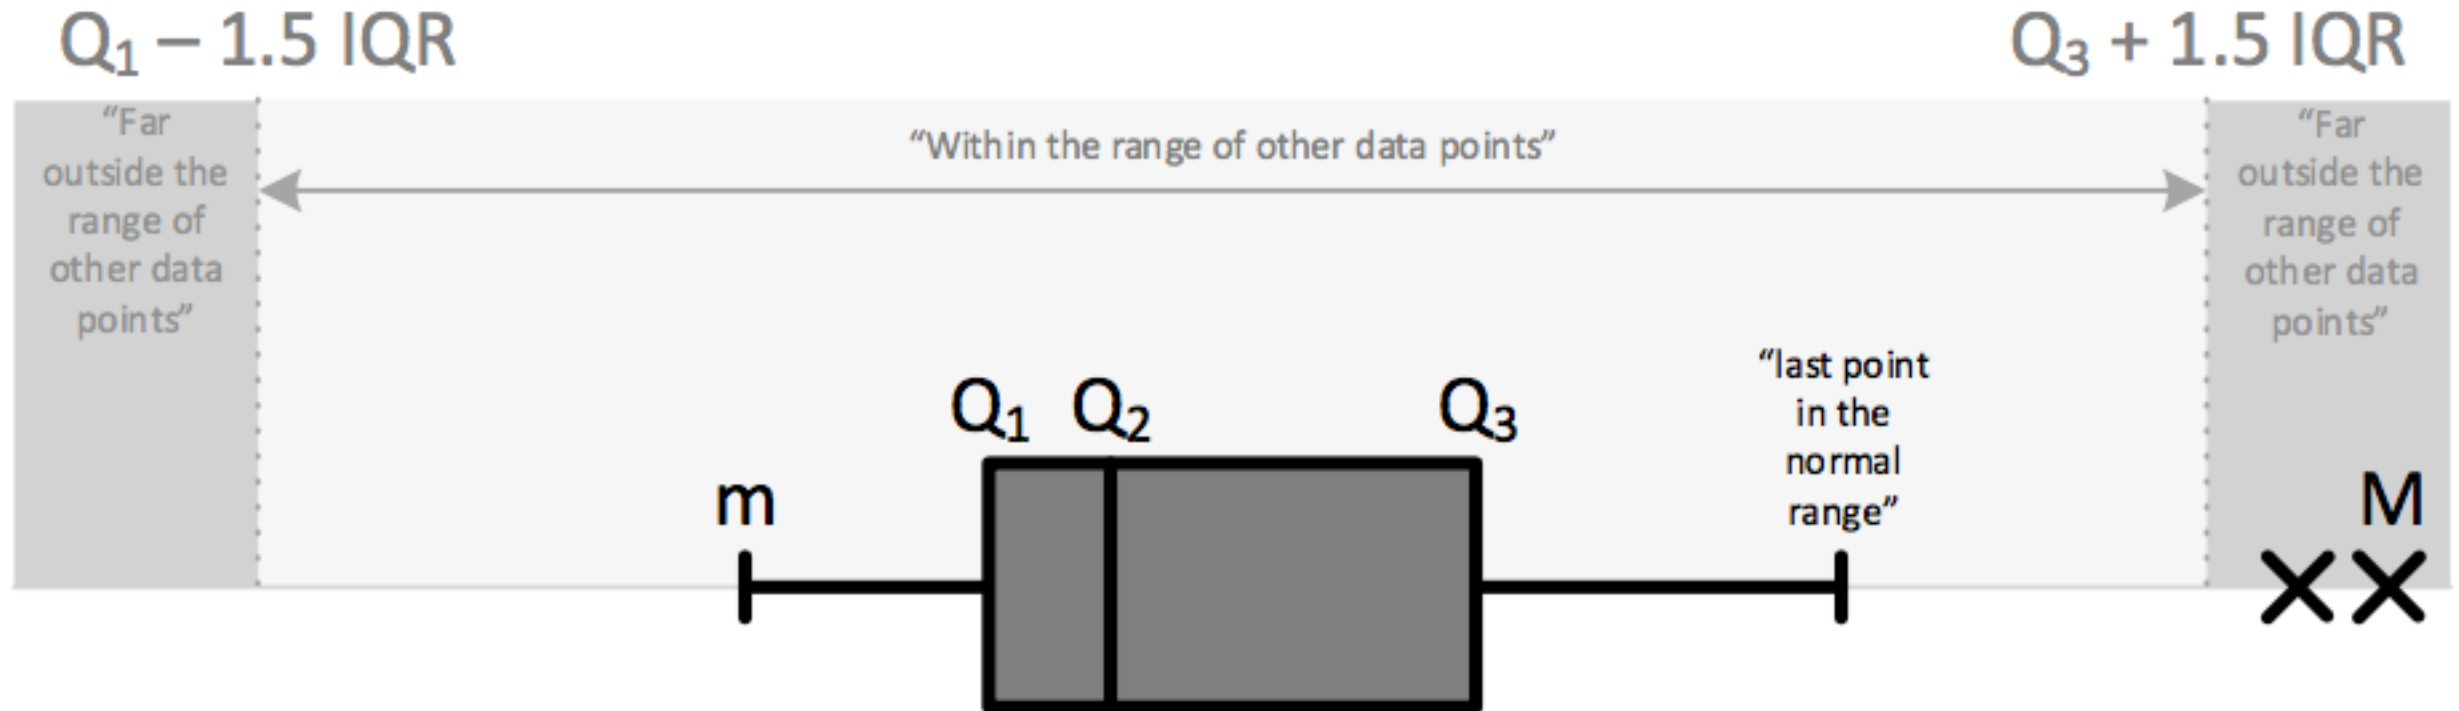 Q₁ – 1.5 IQR
Q₃ + 1.5 IQR
“Far
outside the
range of
other data
points”
“Within the range of other data points”
“Far
outside the
range of
other data
points”
“last point
in the
normal
range”
Q₁ Q₂
Q₃
m
M